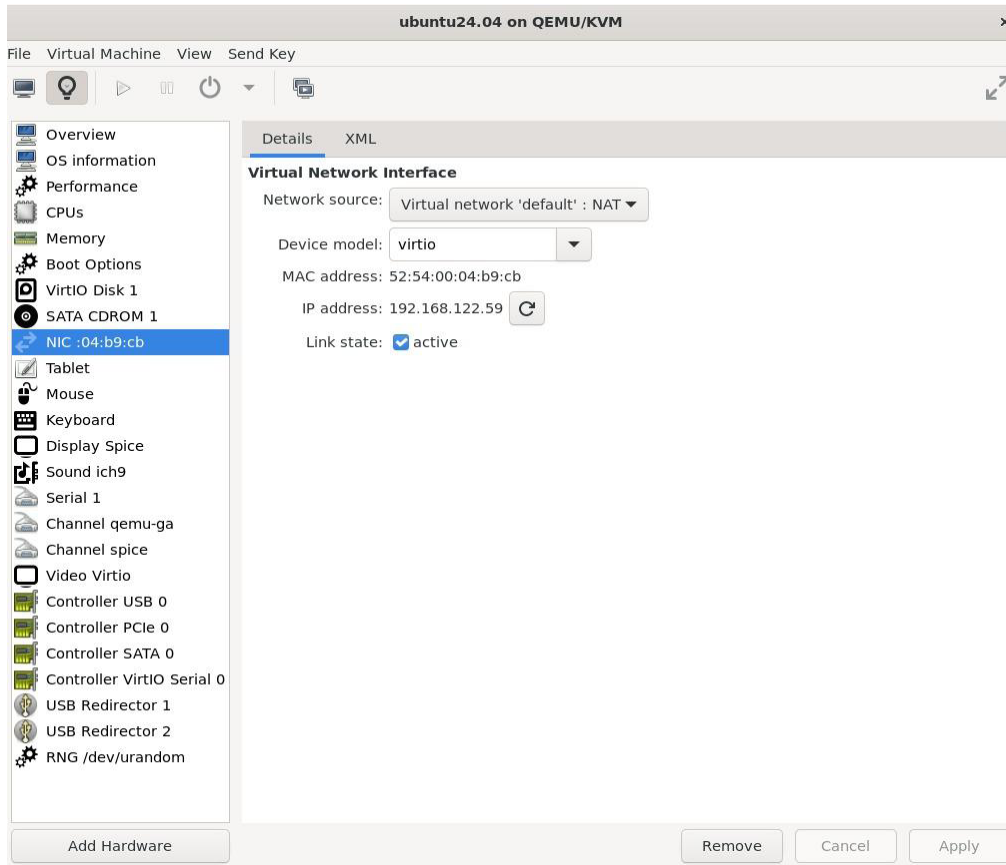 ubuntu24.04 on QEMU/KVM
File Virtual Machine View Send Key
Overview
OS information
Performance
CPUs
Memory
Boot Options
VirtIO Disk 1
SATA CDROM 1
NIC :04:b9:cb
Tablet
Mouse
Keyboard
Display Spice
Sound ich9
Serial 1
Channel qemu-ga
Channel spice
Video Virtio
Controller USB 0
Controller PCIe 0
Controller SATA 0
Controller VirtIO Serial 0
USB Redirector 1
USB Redirector 2
RNG /dev/urandom
Add Hardware
Details XML
Virtual Network Interface
Network source: Virtual network 'default' : NAT
Device model: virtio
MAC address: 52:54:00:04:b9:cb
IP address: 192.168.122.59
Link state: active
Remove Cancel Apply